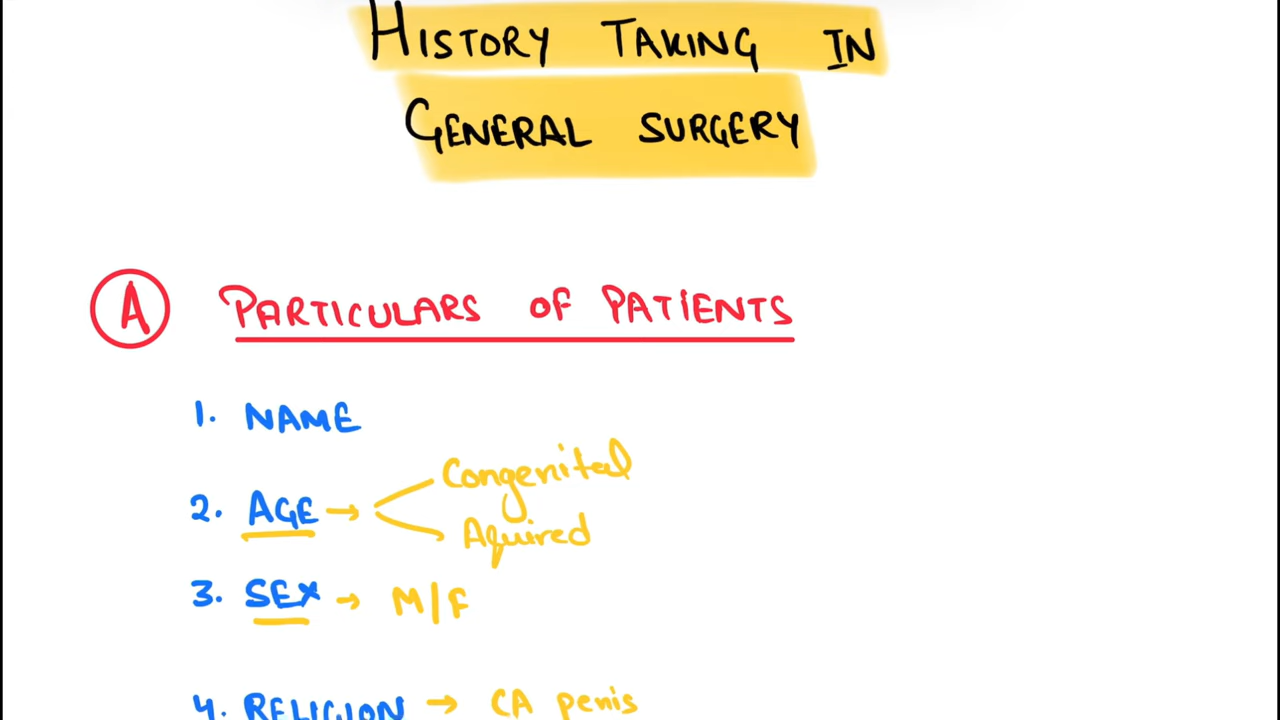 HISTORY TAKING IN
GENERAL SURGERY
A PARTICULARS OF PATIENTS
1. NAME
2. AGE → Congenital
Aquired
3. SEX → M/F
4. RELIGION → CA penis